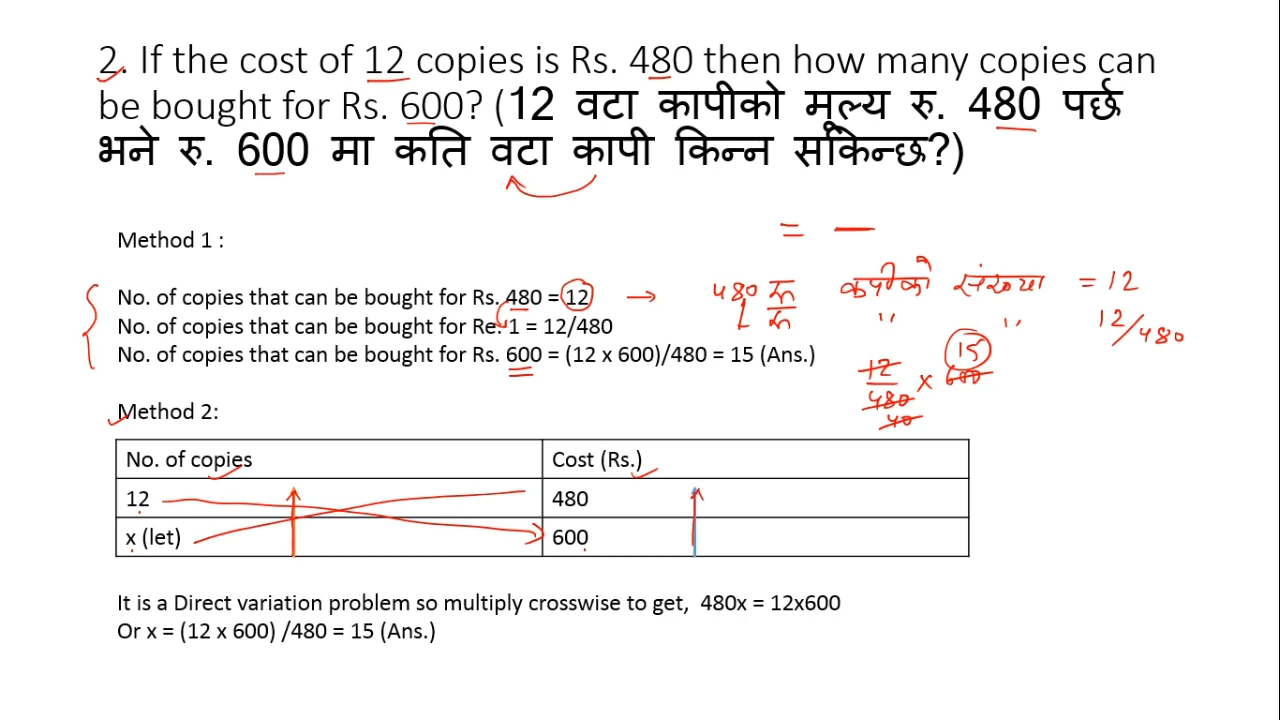 2. If the cost of 12 copies is Rs. 480 then how many copies can
be bought for Rs. 600? (12 वटा कापीको मूल्य रु. 480 पर्छ
भने रु. 600 मा कति वटा कापी किन्न सकिन्छ?)
Method 1 :
No. of copies that can be bought for Rs. 480 = 12
No. of copies that can be bought for Re. 1 = 12/480
No. of copies that can be bought for Rs. 600 = (12 x 600)/480 = 15 (Ans.)
= —
480 रू कापीको संख्या = 12
1 रू " " 12/480
15
12 x 600
480
40
Method 2:
No. of copies Cost (Rs.)
12 480
x (let) 600
It is a Direct variation problem so multiply crosswise to get, 480x = 12x600
Or x = (12 x 600) /480 = 15 (Ans.)